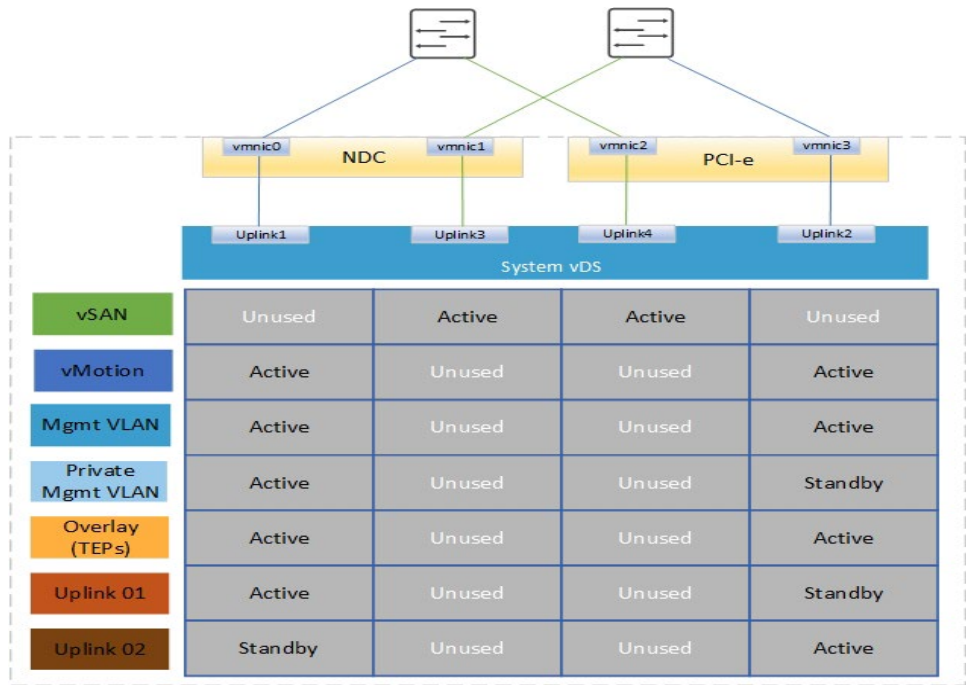 vmnic0
NDC
vmnic1
vmnic2
PCI-e
vmnic3
Uplink1
Uplink3
Uplink4
Uplink2
System vDS
vSAN
Unused
Active
Active
Unused
vMotion
Active
Unused
Unused
Active
Mgmt VLAN
Active
Unused
Unused
Active
Private
Mgmt VLAN
Active
Unused
Unused
Standby
Overlay
(TEPs)
Active
Unused
Unused
Active
Uplink 01
Active
Unused
Unused
Standby
Uplink 02
Standby
Unused
Unused
Active